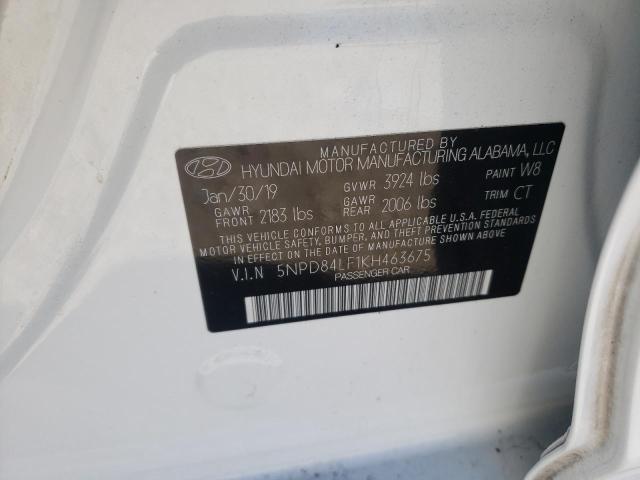 MANUFACTURED BY
HYUNDAI MOTOR MANUFACTURING ALABAMA, LLC
Jan/30/19 GVWR 3924 lbs PAINT W8
GAWR FRONT 2183 lbs GAWR REAR 2006 lbs TRIM CT
THIS VEHICLE CONFORMS TO ALL APPLICABLE U.S.A. FEDERAL
MOTOR VEHICLE SAFETY, BUMPER, AND THEFT PREVENTION
STANDARDS IN EFFECT ON THE DATE OF MANUFACTURE SHOWN ABOVE.
V.I.N 5NPD84LF1KH463675
PASSENGER CAR